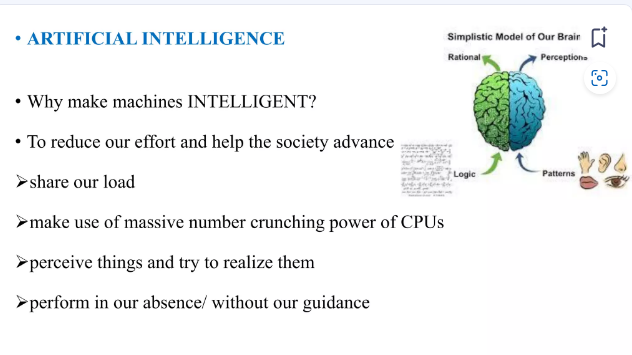 • ARTIFICIAL INTELLIGENCE
• Why make machines INTELLIGENT?
• To reduce our effort and help the society advance
➢share our load
➢make use of massive number crunching power of CPUs
➢perceive things and try to realize them
➢perform in our absence/ without our guidance
Simplistic Model of Our Brain
Rational
Perceptions
Logic
Patterns